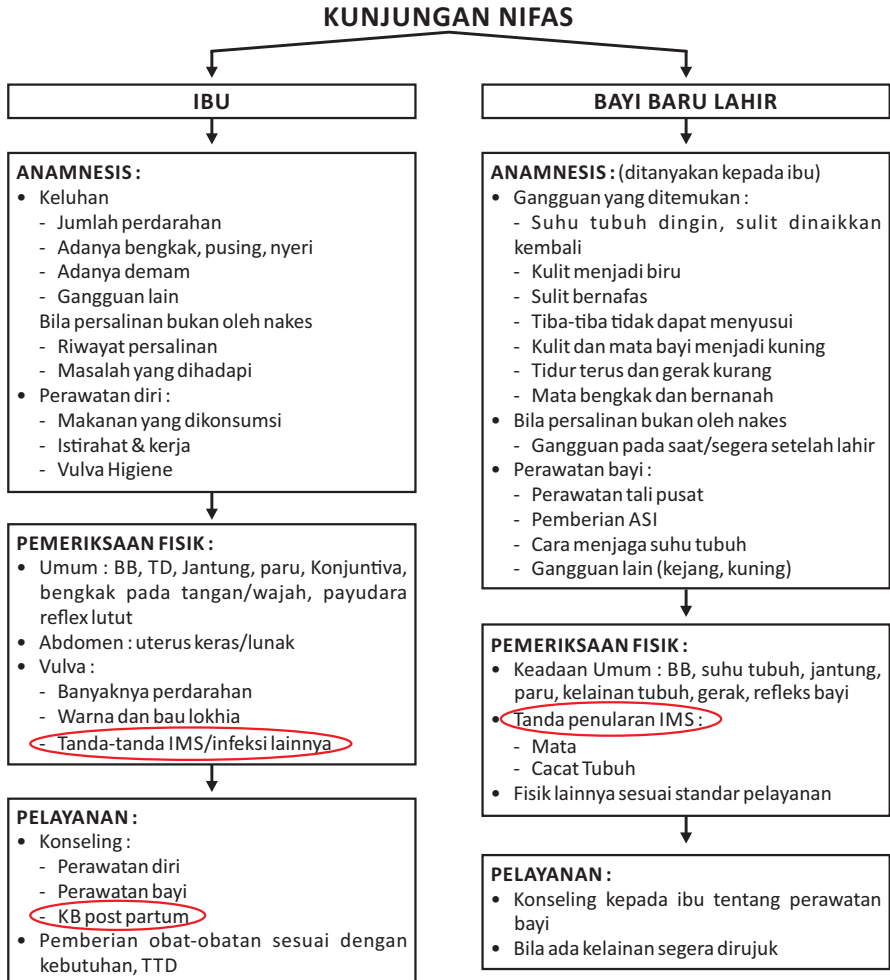 KUNJUNGAN NIFAS
IBU
ANAMNESIS :
• Keluhan
- Jumlah perdarahan
- Adanya bengkak, pusing, nyeri
- Adanya demam
- Gangguan lain
Bila persalinan bukan oleh nakes
- Riwayat persalinan
- Masalah yang dihadapi
• Perawatan diri :
- Makanan yang dikonsumsi
- Istirahat & kerja
- Vulva Higiene
PEMERIKSAAN FISIK :
• Umum : BB, TD, Jantung, paru, Konjuntiva,
bengkak pada tangan/wajah, payudara
reflex lutut
• Abdomen : uterus keras/lunak
• Vulva :
- Banyaknya perdarahan
- Warna dan bau lokhia
- Tanda-tanda IMS/infeksi lainnya
PELAYANAN :
• Konseling :
- Perawatan diri
- Perawatan bayi
- KB post partum
• Pemberian obat-obatan sesuai dengan
kebutuhan, TTD
BAYI BARU LAHIR
ANAMNESIS : (ditanyakan kepada ibu)
• Gangguan yang ditemukan :
- Suhu tubuh dingin, sulit dinaikkan
kembali
- Kulit menjadi biru
- Sulit bernafas
- Tiba-tiba tidak dapat menyusui
- Kulit dan mata bayi menjadi kuning
- Tidur terus dan gerak kurang
- Mata bengkak dan bernanah
• Bila persalinan bukan oleh nakes
- Gangguan pada saat/segera setelah lahir
• Perawatan bayi :
- Perawatan tali pusat
- Pemberian ASI
- Cara menjaga suhu tubuh
- Gangguan lain (kejang, kuning)
PEMERIKSAAN FISIK :
• Keadaan Umum : BB, suhu tubuh, jantung,
paru, kelainan tubuh, gerak, refleks bayi
• Tanda penularan IMS :
- Mata
- Cacat Tubuh
• Fisik lainnya sesuai standar pelayanan
PELAYANAN :
• Konseling kepada ibu tentang perawatan
bayi
• Bila ada kelainan segera dirujuk